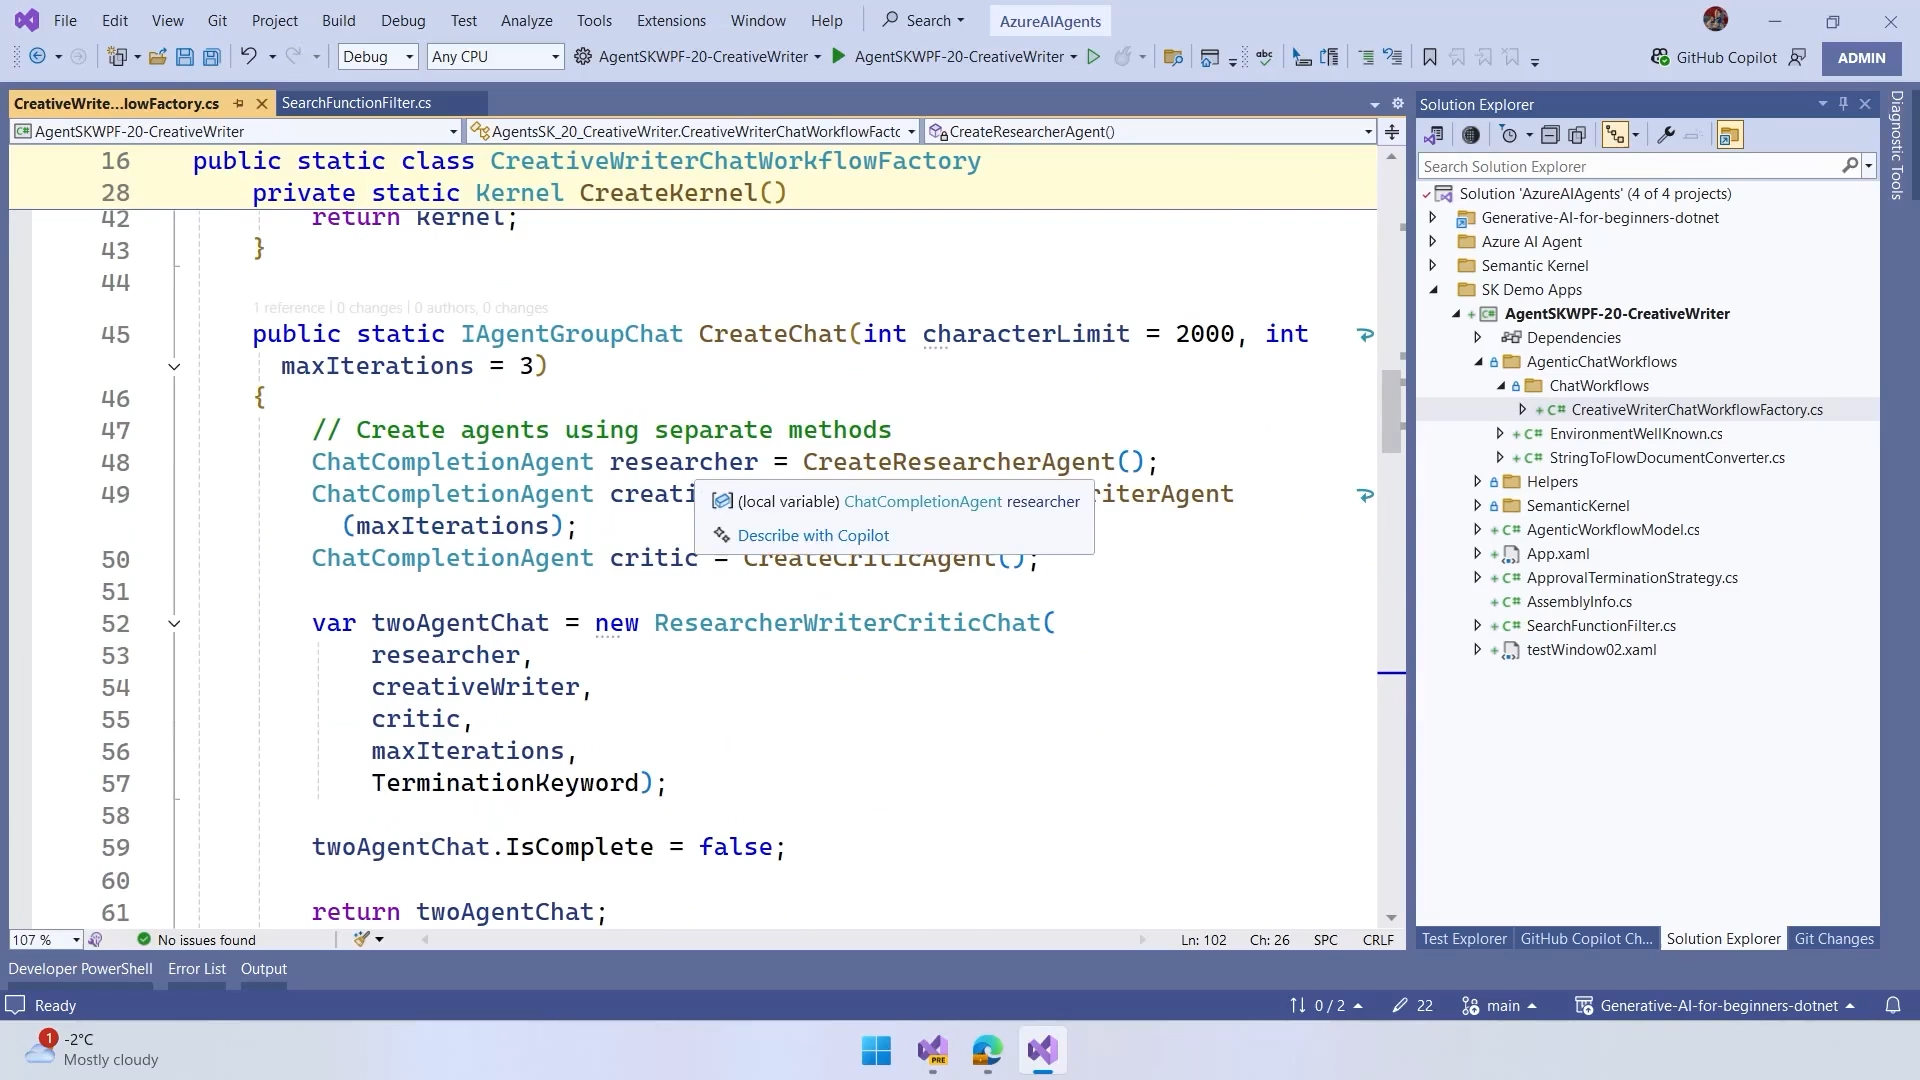 File Edit View Git Project Build Debug Test Analyze Tools Extensions Window Help Search AzureAIAgents
Debug Any CPU AgentSKWPF-20-CreativeWriter AgentSKWPF-20-CreativeWriter abc GitHub Copilot ADMIN
CreativeWrite...lowFactory.cs SearchFunctionFilter.cs
AgentSKWPF-20-CreativeWriter AgentsSK_20_CreativeWriter.CreativeWriterChatWorkflowFactc CreateResearcherAgent()
16 public static class CreativeWriterChatWorkflowFactory
28 private static Kernel CreateKernel()
42 return kernel;
43 }
44
1 reference | 0 changes | 0 authors, 0 changes
45 public static IAgentGroupChat CreateChat(int characterLimit = 2000, int
maxIterations = 3)
46 {
47 // Create agents using separate methods
48 ChatCompletionAgent researcher = CreateResearcherAgent();
49 ChatCompletionAgent creati riterAgent
(local variable) ChatCompletionAgent researcher
Describe with Copilot
(maxIterations);
50 ChatCompletionAgent critic = CreateCriticAgent();
51
52 var twoAgentChat = new ResearcherWriterCriticChat(
53 researcher,
54 creativeWriter,
55 critic,
56 maxIterations,
57 TerminationKeyword);
58
59 twoAgentChat.IsComplete = false;
60
61 return twoAgentChat;
107 % No issues found Ln: 102 Ch: 26 SPC CRLF
Solution Explorer
Search Solution Explorer
Solution 'AzureAIAgents' (4 of 4 projects)
Generative-AI-for-beginners-dotnet
Azure AI Agent
Semantic Kernel
SK Demo Apps
AgentSKWPF-20-CreativeWriter
Dependencies
AgenticChatWorkflows
ChatWorkflows
C# CreativeWriterChatWorkflowFactory.cs
C# EnvironmentWellKnown.cs
C# StringToFlowDocumentConverter.cs
Helpers
SemanticKernel
C# AgenticWorkflowModel.cs
App.xaml
C# ApprovalTerminationStrategy.cs
C# AssemblyInfo.cs
C# SearchFunctionFilter.cs
testWindow02.xaml
Test Explorer GitHub Copilot Ch... Solution Explorer Git Changes
Diagnostic Tools
Developer PowerShell Error List Output
Ready 0 / 2 22 main Generative-AI-for-beginners-dotnet
1 -2°C
Mostly cloudy
PRE